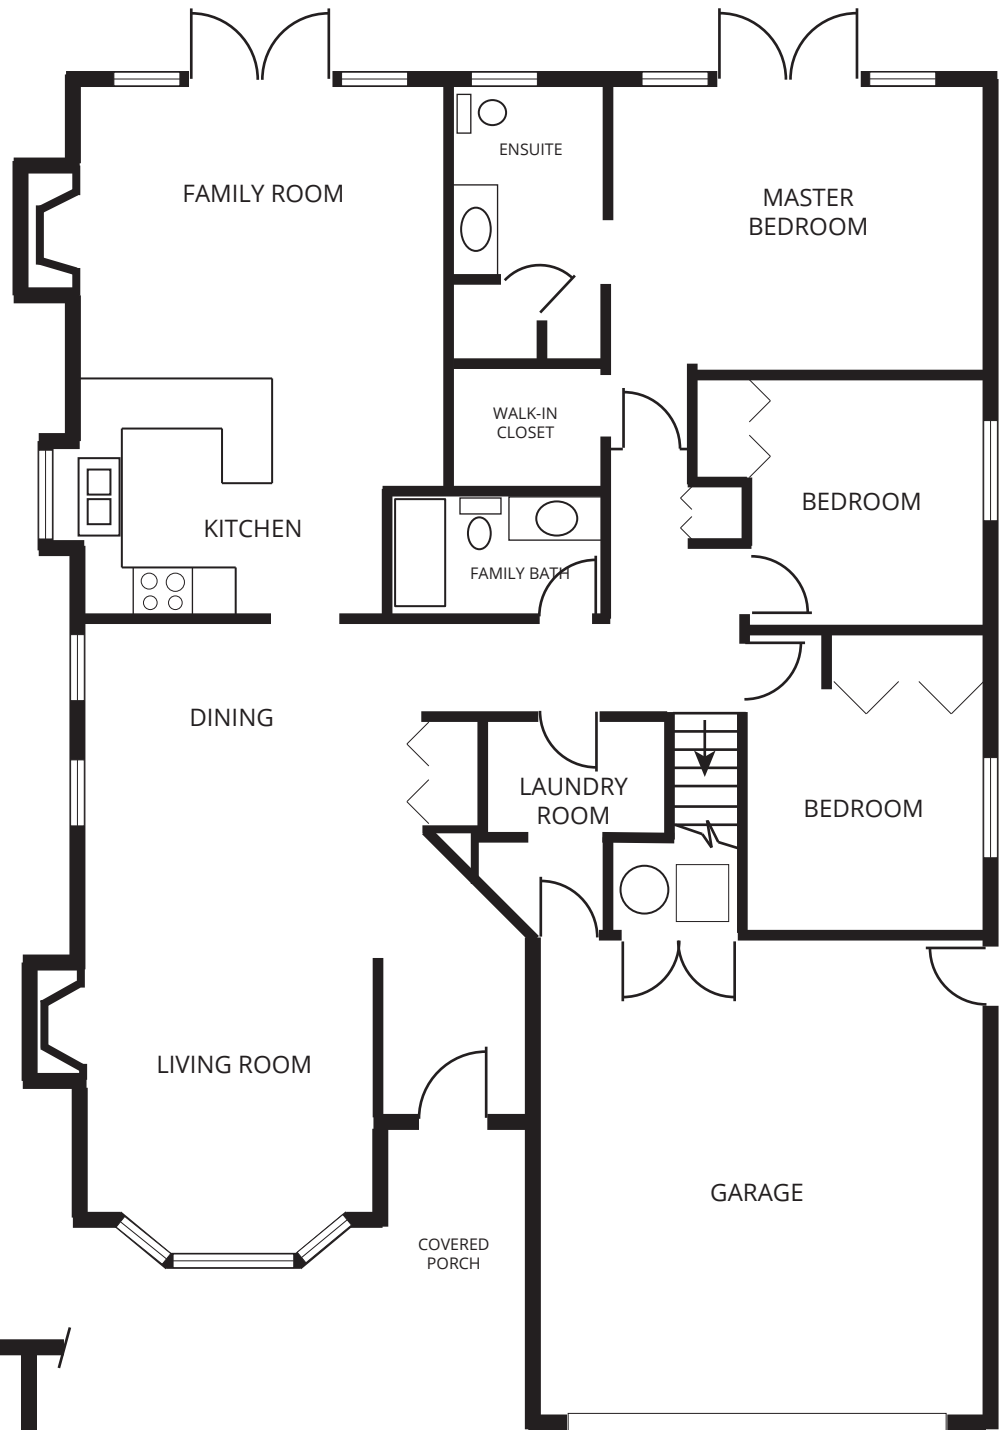 ENSUITE
FAMILY ROOM
MASTER
BEDROOM
WALK-IN
CLOSET
BEDROOM
KITCHEN
FAMILY BATH
DINING
LAUNDRY
ROOM
BEDROOM
LIVING ROOM
GARAGE
COVERED
PORCH